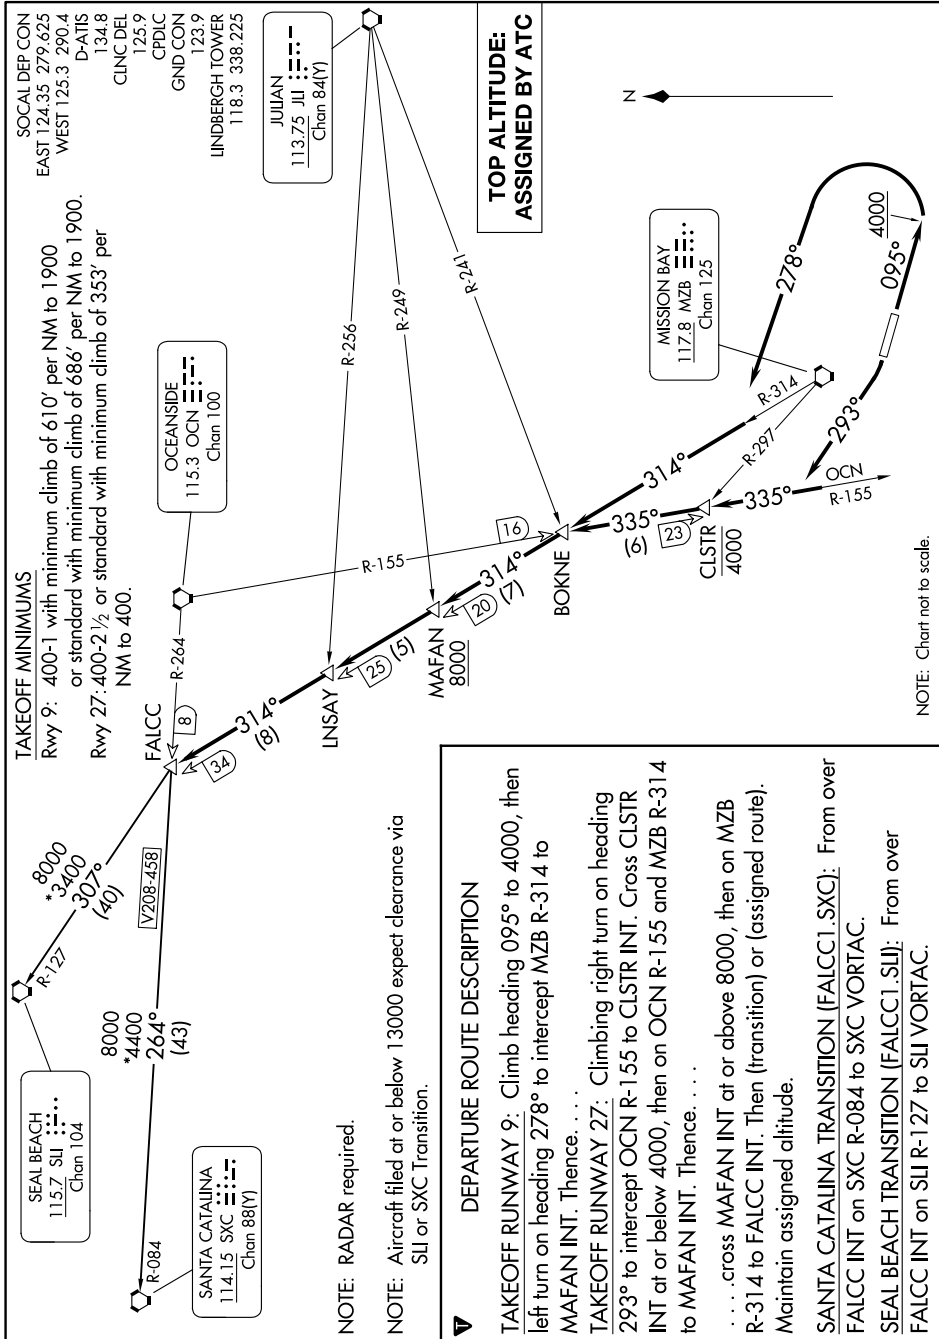 TAKEOFF MINIMUMS
Rwy 9: 400-1 with minimum climb of 610' per NM to 1900
or standard with minimum climb of 686' per NM to 1900.
Rwy 27: 400-2½ or standard with minimum climb of 353' per
NM to 400.
SOCAL DEP CON
EAST 124.35 279.625
WEST 125.3 290.4
D-ATIS
134.8
CLNC DEL
125.9
CPDLC
GND CON
123.9
LINDBERGH TOWER
118.3 338.225
SEAL BEACH
115.7 SLI
Chan 104
R-127
8000
*3400
307°
(40)
FALCC
R-264
8
OCEANSIDE
115.3 OCN
Chan 100
JULIAN
113.75 JLI
Chan 84(Y)
TOP ALTITUDE:
ASSIGNED BY ATC
N
SANTA CATALINA
114.15 SXC
Chan 88(Y)
R-084
8000
*4400
264°
(43)
V208-458
34
314°
(8)
LNSAY
25
(5)
R-256
R-249
R-241
MAFAN
8000
20
314°
(7)
R-155
16
BOKNE
335°
(6)
23
CLSTR
4000
314°
R-314
R-297
335°
OCN
R-155
MISSION BAY
117.8 MZB
Chan 125
278°
293°
095°
4000
NOTE: RADAR required.
NOTE: Aircraft filed at or below 13000 expect clearance via
SLI or SXC Transition.
NOTE: Chart not to scale.
T
DEPARTURE ROUTE DESCRIPTION
TAKEOFF RUNWAY 9: Climb heading 095° to 4000, then
left turn on heading 278° to intercept MZB R-314 to
MAFAN INT. Thence. . . .
TAKEOFF RUNWAY 27: Climbing right turn on heading
293° to intercept OCN R-155 to CLSTR INT. Cross CLSTR
INT at or below 4000, then on OCN R-155 and MZB R-314
to MAFAN INT. Thence. . . .
. . . .cross MAFAN INT at or above 8000, then on MZB
R-314 to FALCC INT. Then (transition) or (assigned route).
Maintain assigned altitude.
SANTA CATALINA TRANSITION (FALCC1.SXC): From over
FALCC INT on SXC R-084 to SXC VORTAC.
SEAL BEACH TRANSITION (FALCC1.SLI): From over
FALCC INT on SLI R-127 to SLI VORTAC.